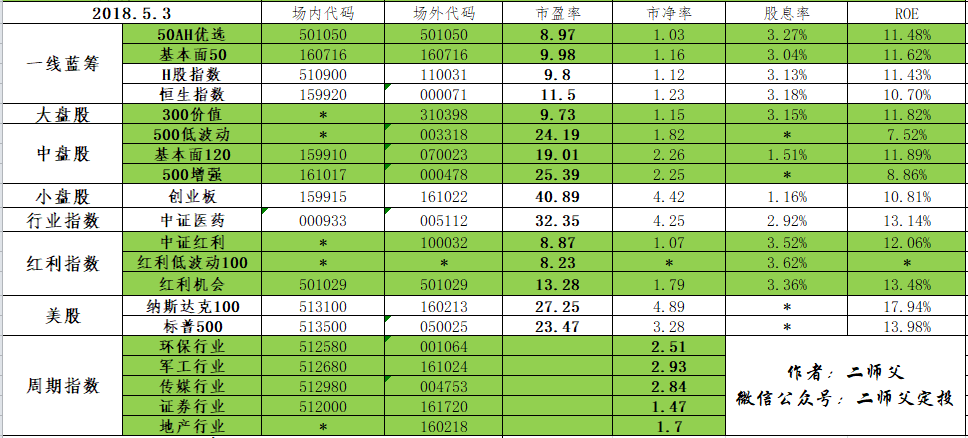 2018.5.3 场内代码 场外代码 市盈率 市净率 股息率 ROE
一线蓝筹 50AH优选 501050 501050 8.97 1.03 3.27% 11.48%
基本面50 160716 160716 9.98 1.16 3.04% 11.62%
H股指数 510900 110031 9.8 1.12 3.13% 11.43%
恒生指数 159920 000071 11.5 1.23 3.18% 10.70%
大盘股 300价值 * 310398 9.73 1.15 3.15% 11.82%
中盘股 500低波动 * 003318 24.19 1.82 * 7.52%
基本面120 159910 070023 19.01 2.26 1.51% 11.89%
500增强 161017 000478 25.39 2.25 * 8.86%
小盘股 创业板 159915 161022 40.89 4.42 1.16% 10.81%
行业指数 中证医药 000933 005112 32.35 4.25 2.92% 13.14%
红利指数 中证红利 * 100032 8.87 1.07 3.52% 12.06%
红利低波动100 * * 8.23 * 3.62% *
红利机会 501029 501029 13.28 1.79 3.36% 13.48%
美股 纳斯达克100 513100 160213 27.25 4.89 * 17.94%
标普500 513500 050025 23.47 3.28 * 13.98%
周期指数 环保行业 512580 001064 2.51
军工行业 512680 161024 2.93
传媒行业 512980 004753 2.84
证券行业 512000 161720 1.47
地产行业 * 160218 1.7
作者：二师父
微信公众号：二师父定投